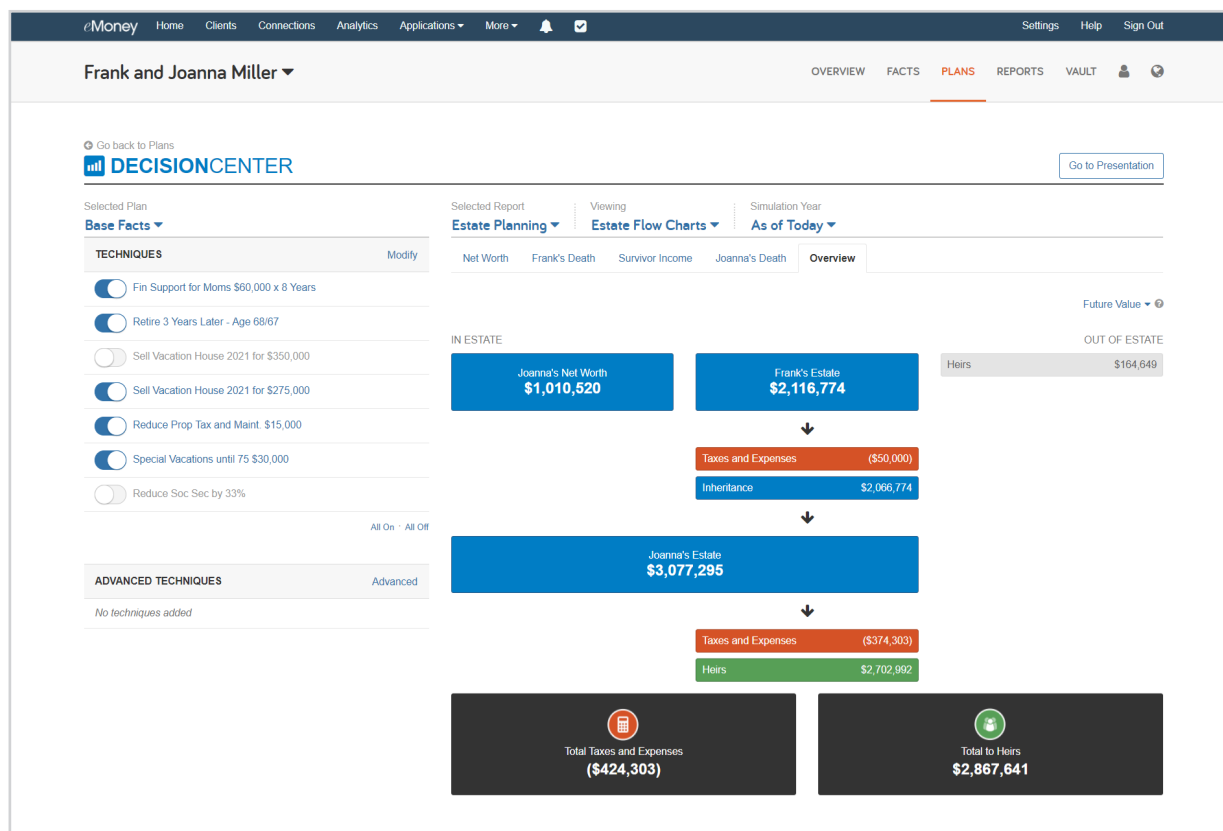 eMoney Home Clients Connections Analytics Applications More Settings Help Sign Out
Frank and Joanna Miller OVERVIEW FACTS PLANS REPORTS VAULT
Go back to Plans
DECISIONCENTER Go to Presentation
Selected Plan
Base Facts
TECHNIQUES Modify
Fin Support for Moms $60,000 x 8 Years
Retire 3 Years Later - Age 68/67
Sell Vacation House 2021 for $350,000
Sell Vacation House 2021 for $275,000
Reduce Prop Tax and Maint. $15,000
Special Vacations until 75 $30,000
Reduce Soc Sec by 33%
All On · All Off
ADVANCED TECHNIQUES Advanced
No techniques added
Selected Report Viewing Simulation Year
Estate Planning Estate Flow Charts As of Today
Net Worth Frank's Death Survivor Income Joanna's Death Overview
Future Value
IN ESTATE OUT OF ESTATE
Joanna's Net Worth
$1,010,520
Frank's Estate
$2,116,774
Heirs $164,649
Taxes and Expenses ($50,000)
Inheritance $2,066,774
Joanna's Estate
$3,077,295
Taxes and Expenses ($374,303)
Heirs $2,702,992
Total Taxes and Expenses
($424,303)
Total to Heirs
$2,867,641